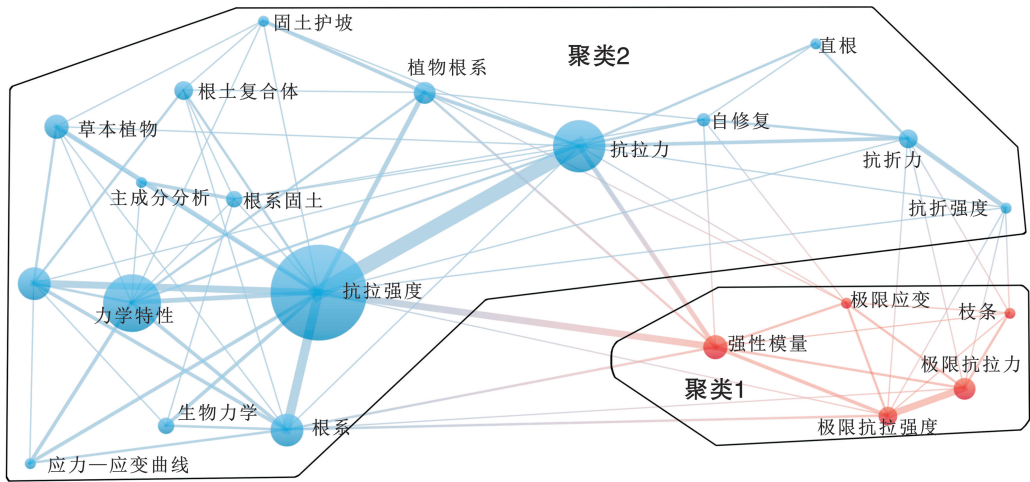 固土护坡
聚类2
直根
植物根系
根土复合体
草本植物
自修复
抗拉力
抗折力
主成分分析
根系固土
抗折强度
抗拉强度
力学特性
极限应变
枝条
强性模量
极限抗拉力
聚类1
生物力学
根系
极限抗拉强度
应力—应变曲线